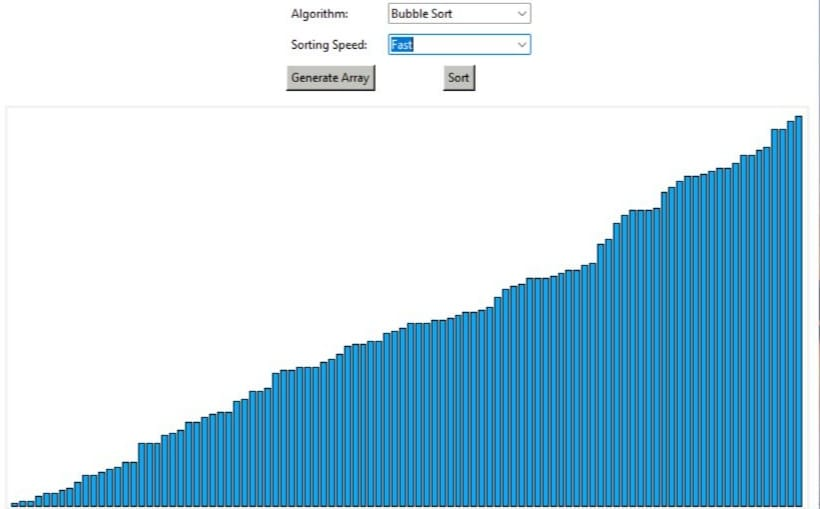 Algorithm: Bubble Sort
Sorting Speed: Fast
Generate Array Sort